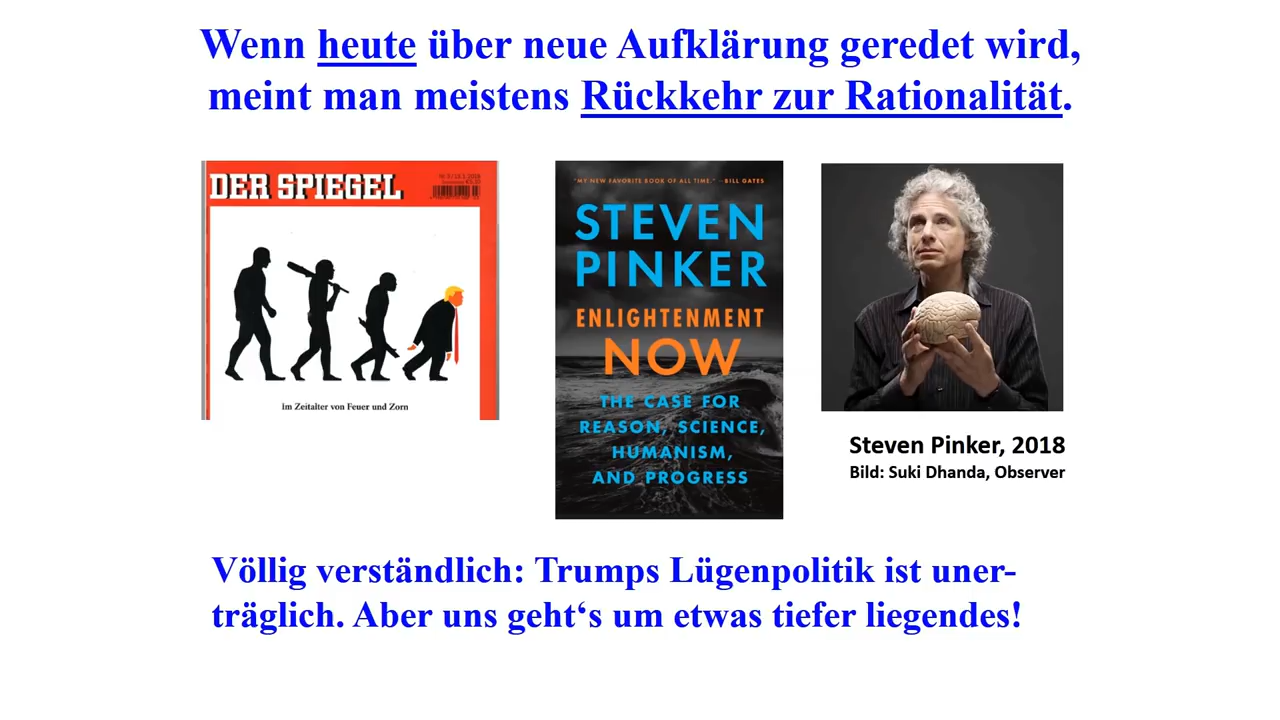 Wenn heute über neue Aufklärung geredet wird,
meint man meistens Rückkehr zur Rationalität.
DER SPIEGEL
im Zeitalter von Feuer und Zorn
"MY NEW FAVORITE BOOK OF ALL TIME." —BILL GATES
STEVEN
PINKER
ENLIGHTENMENT
NOW
THE CASE FOR
REASON, SCIENCE,
HUMANISM,
AND PROGRESS
Steven Pinker, 2018
Bild: Suki Dhanda, Observer
Völlig verständlich: Trumps Lügenpolitik ist uner-
träglich. Aber uns geht‘s um etwas tiefer liegendes!